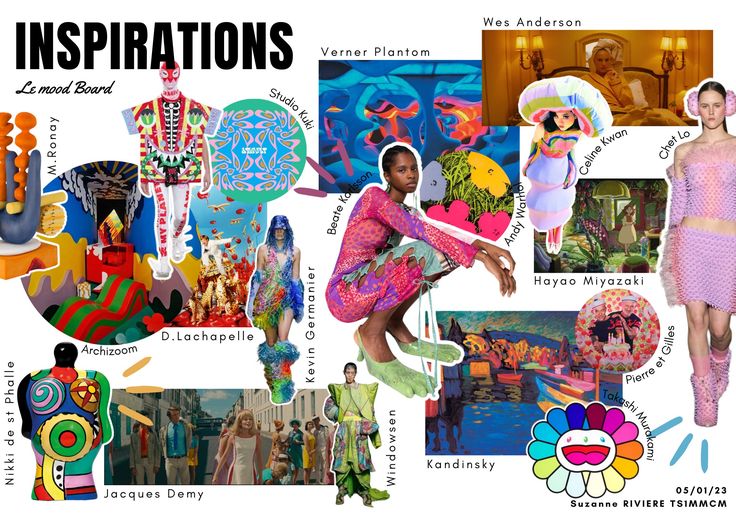 INSPIRATIONS
Le mood Board
Verner Plantom
Wes Anderson
Studio Kuki
M.Ronay
Beate Karlsson
Andy Warhol
Celine Kwan
Chet Lo
Hayao Miyazaki
Archizoom
D.Lachapelle
Kevin Germanier
Pierre et Gilles
Nikki de st Phalle
Jacques Demy
Windowsen
Kandinsky
Takashi Murakami
05/01/23
Suzanne RIVIERE TSIMMCM